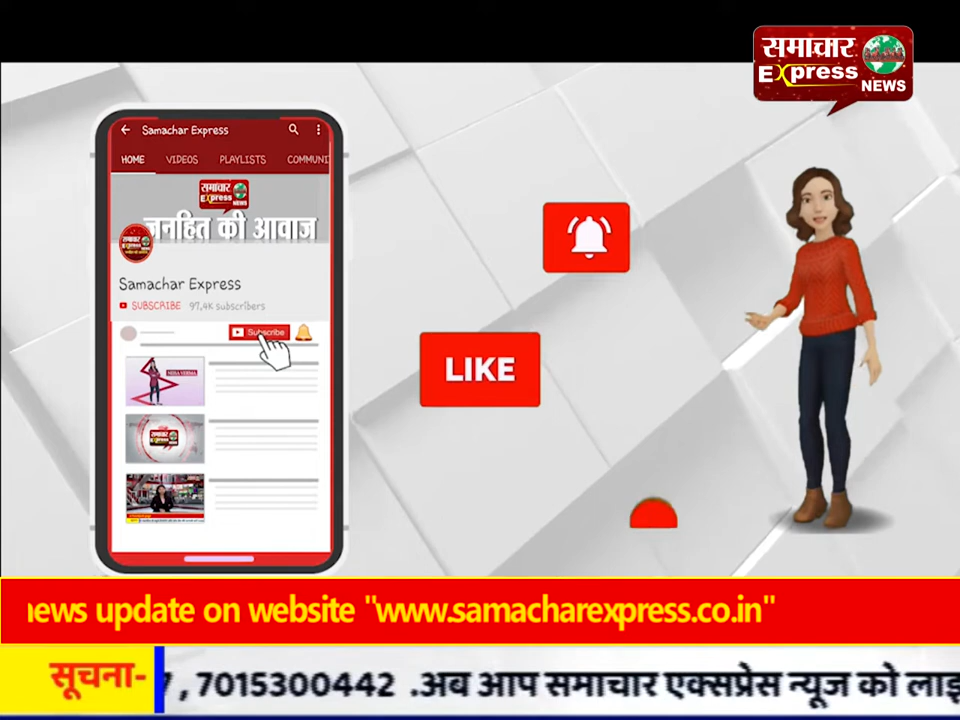 समाचार
Express
NEWS
Samachar Express
HOME VIDEOS PLAYLISTS COMMUNI
समाचार
Express
NEWS
जनहित की आवाज
Samachar Express
SUBSCRIBE 97.4K subscribers
Subscribe
LIKE
news update on website "www.samacharexpress.co.in"
सूचना- 7 , 7015300442 .अब आप समाचार एक्सप्रेस न्यूज को लाइ